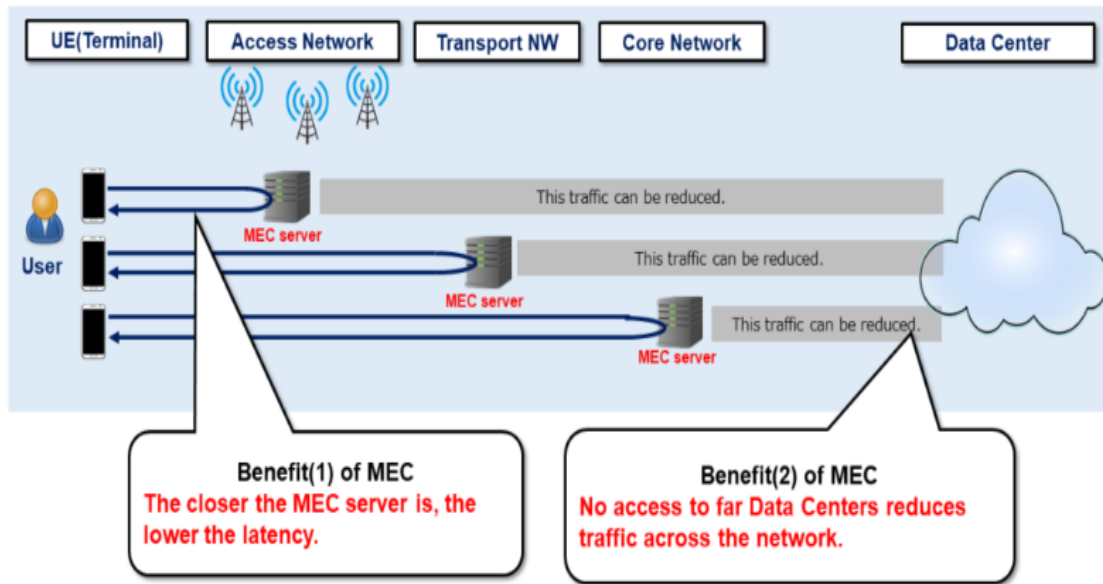 UE(Terminal)
Access Network
Transport NW
Core Network
Data Center
This traffic can be reduced.
MEC server
User
This traffic can be reduced.
MEC server
This traffic can be reduced.
MEC server
Benefit(1) of MEC
The closer the MEC server is, the
lower the latency.
Benefit(2) of MEC
No access to far Data Centers reduces
traffic across the network.